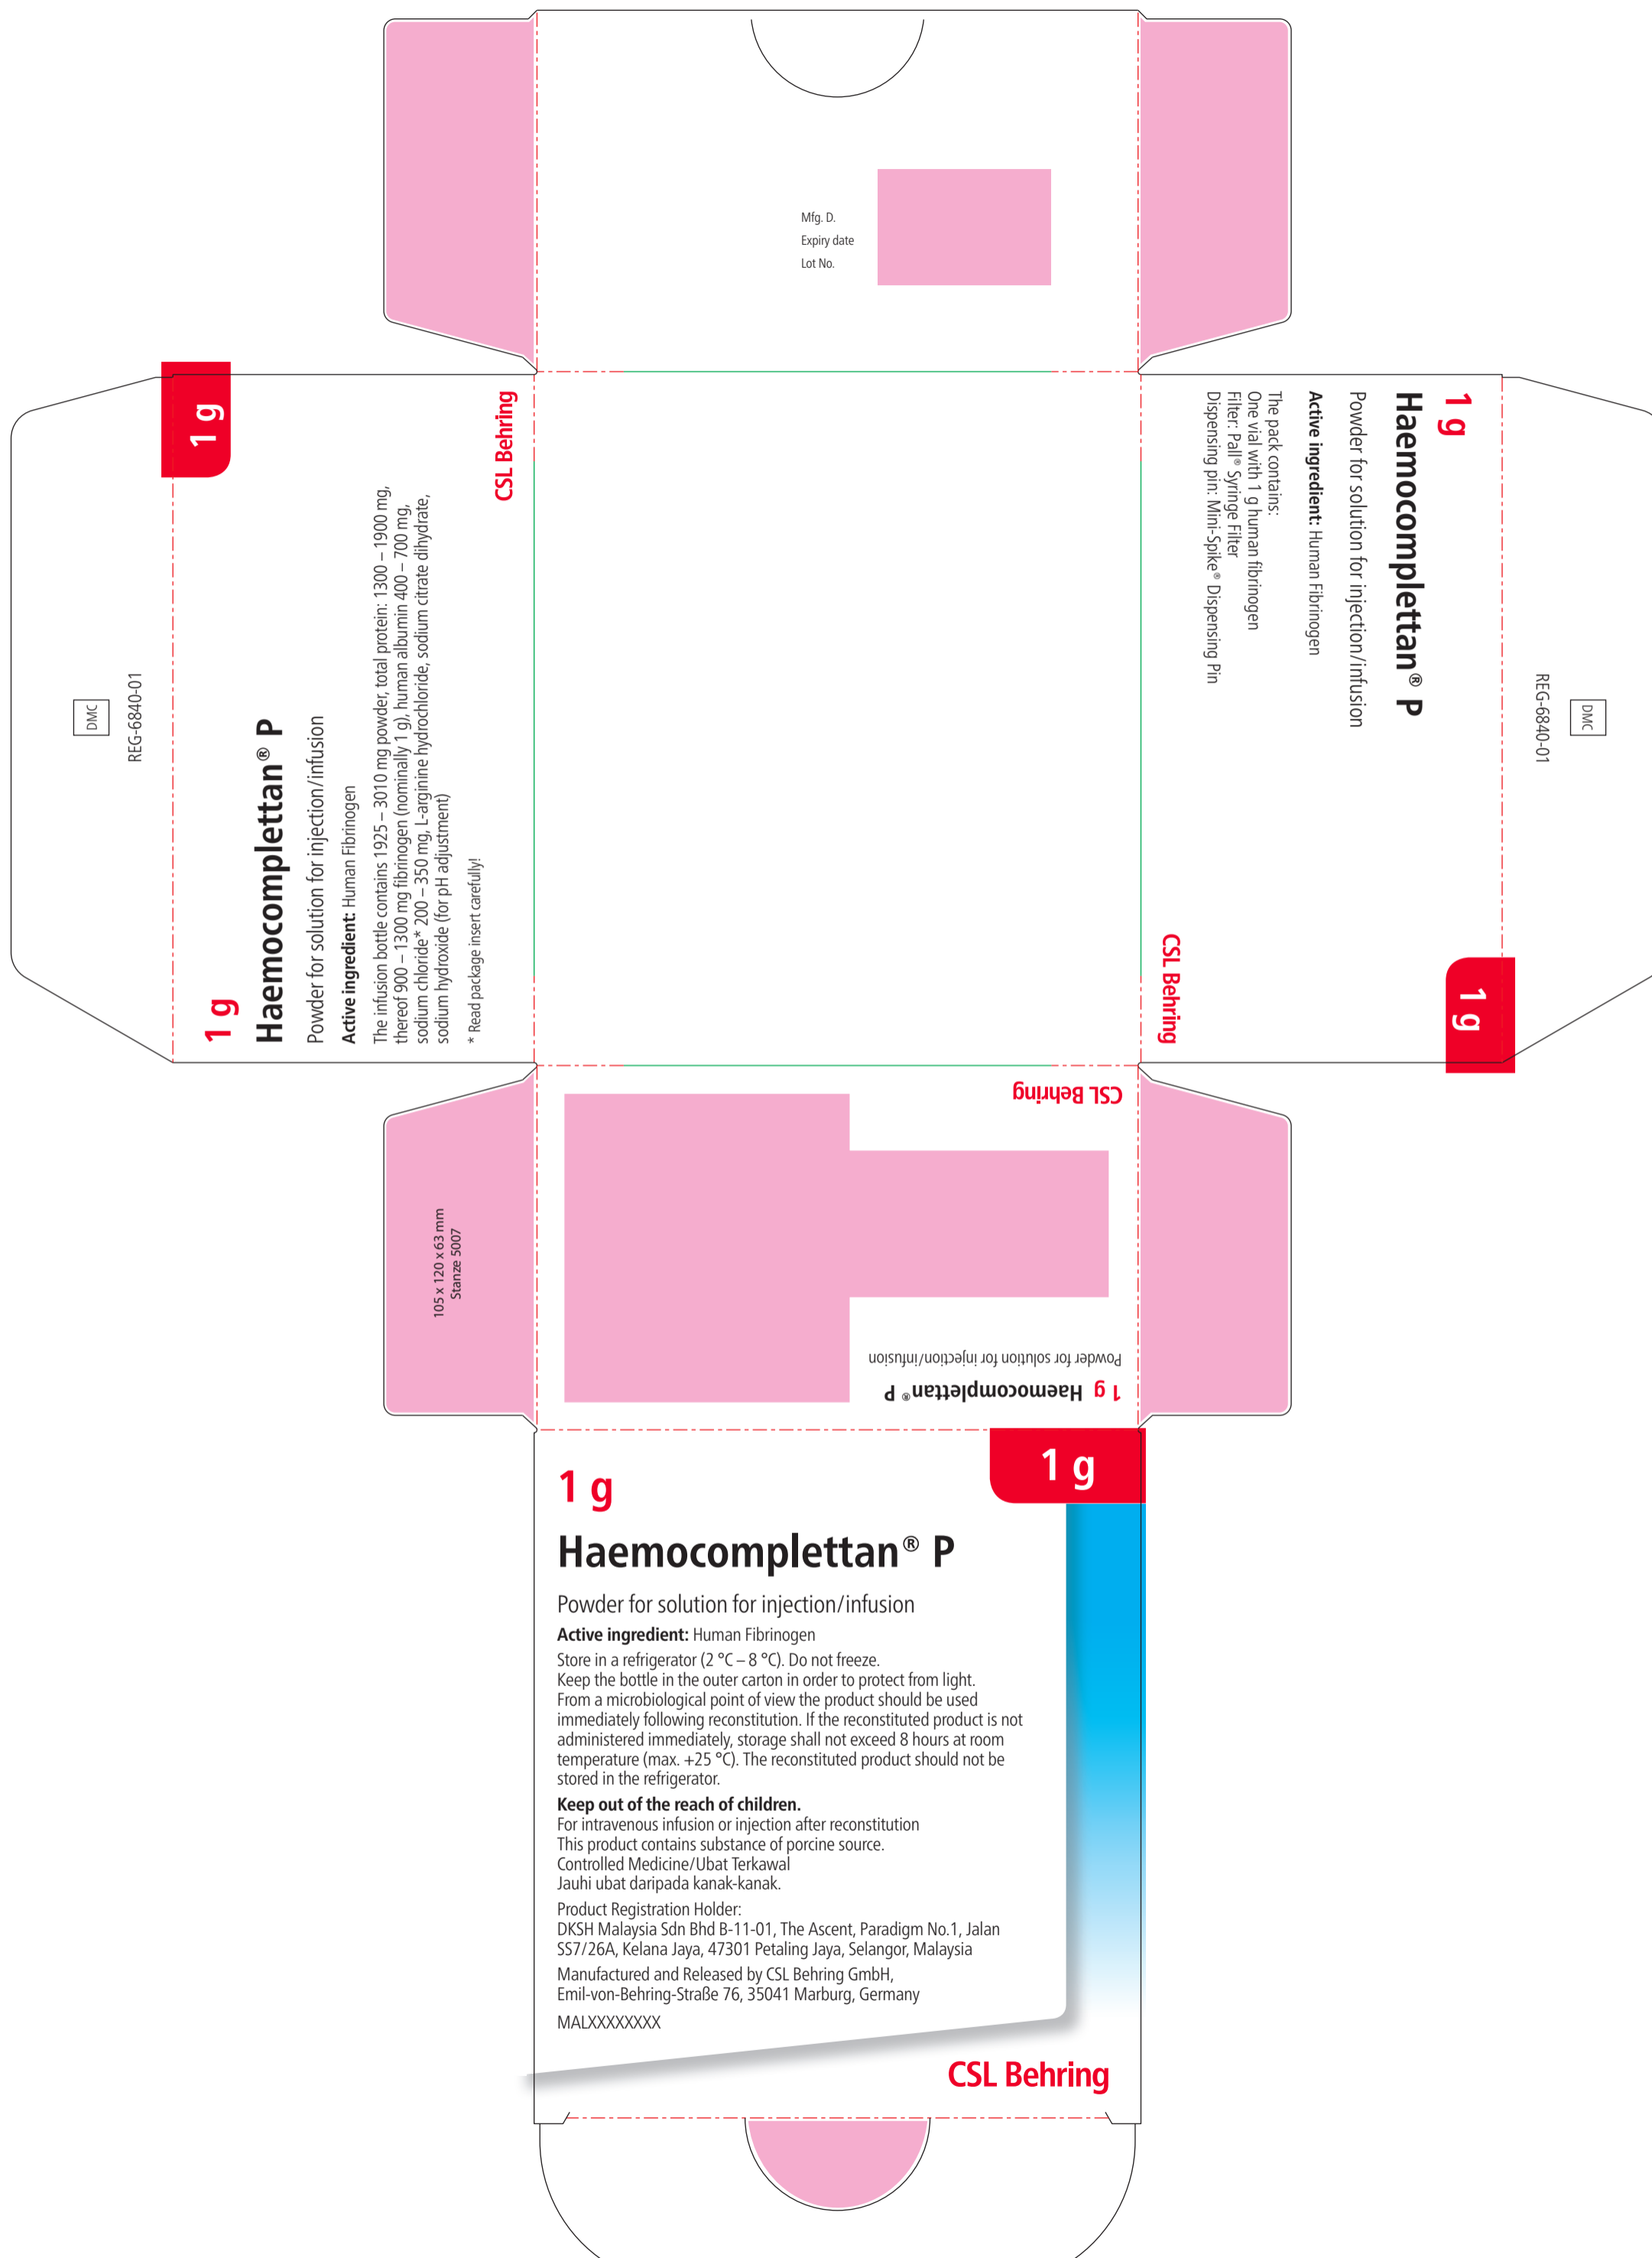 Mfg. D.
Expiry date
Lot No.
1 g
CSL Behring
1 g
Haemocomplettan® P
Powder for solution for injection/infusion
Active ingredient: Human Fibrinogen
The infusion bottle contains 1925 – 3010 mg powder, total protein: 1300 – 1900 mg,
thereof 900 – 1300 mg fibrinogen (nominally 1 g), human albumin 400 – 700 mg,
sodium chloride* 200 – 350 mg, L-arginine hydrochloride, sodium citrate dihydrate,
sodium hydroxide (for pH adjustment)
* Read package insert carefully!
REG-6840-01
DMC
1 g
Haemocomplettan® P
Powder for solution for injection/infusion
Active ingredient: Human Fibrinogen
The pack contains:
One vial with 1 g human fibrinogen
Filter: Pall® Syringe Filter
Dispensing pin: Mini-Spike® Dispensing Pin
CSL Behring
1 g
REG-6840-01
DMC
105 x 120 x 63 mm
Stanze 5007
1 g Haemocomplettan® P
Powder for solution for injection/infusion
CSL Behring
1 g
1 g
Haemocomplettan® P
Powder for solution for injection/infusion
Active ingredient: Human Fibrinogen
Store in a refrigerator (2 °C – 8 °C). Do not freeze.
Keep the bottle in the outer carton in order to protect from light.
From a microbiological point of view the product should be used
immediately following reconstitution. If the reconstituted product is not
administered immediately, storage shall not exceed 8 hours at room
temperature (max. +25 °C). The reconstituted product should not be
stored in the refrigerator.
Keep out of the reach of children.
For intravenous infusion or injection after reconstitution
This product contains substance of porcine source.
Controlled Medicine/Ubat Terkawal
Jauhi ubat daripada kanak-kanak.
Product Registration Holder:
DKSH Malaysia Sdn Bhd B-11-01, The Ascent, Paradigm No.1, Jalan
SS7/26A, Kelana Jaya, 47301 Petaling Jaya, Selangor, Malaysia
Manufactured and Released by CSL Behring GmbH,
Emil-von-Behring-Straße 76, 35041 Marburg, Germany
MALXXXXXXXX
CSL Behring